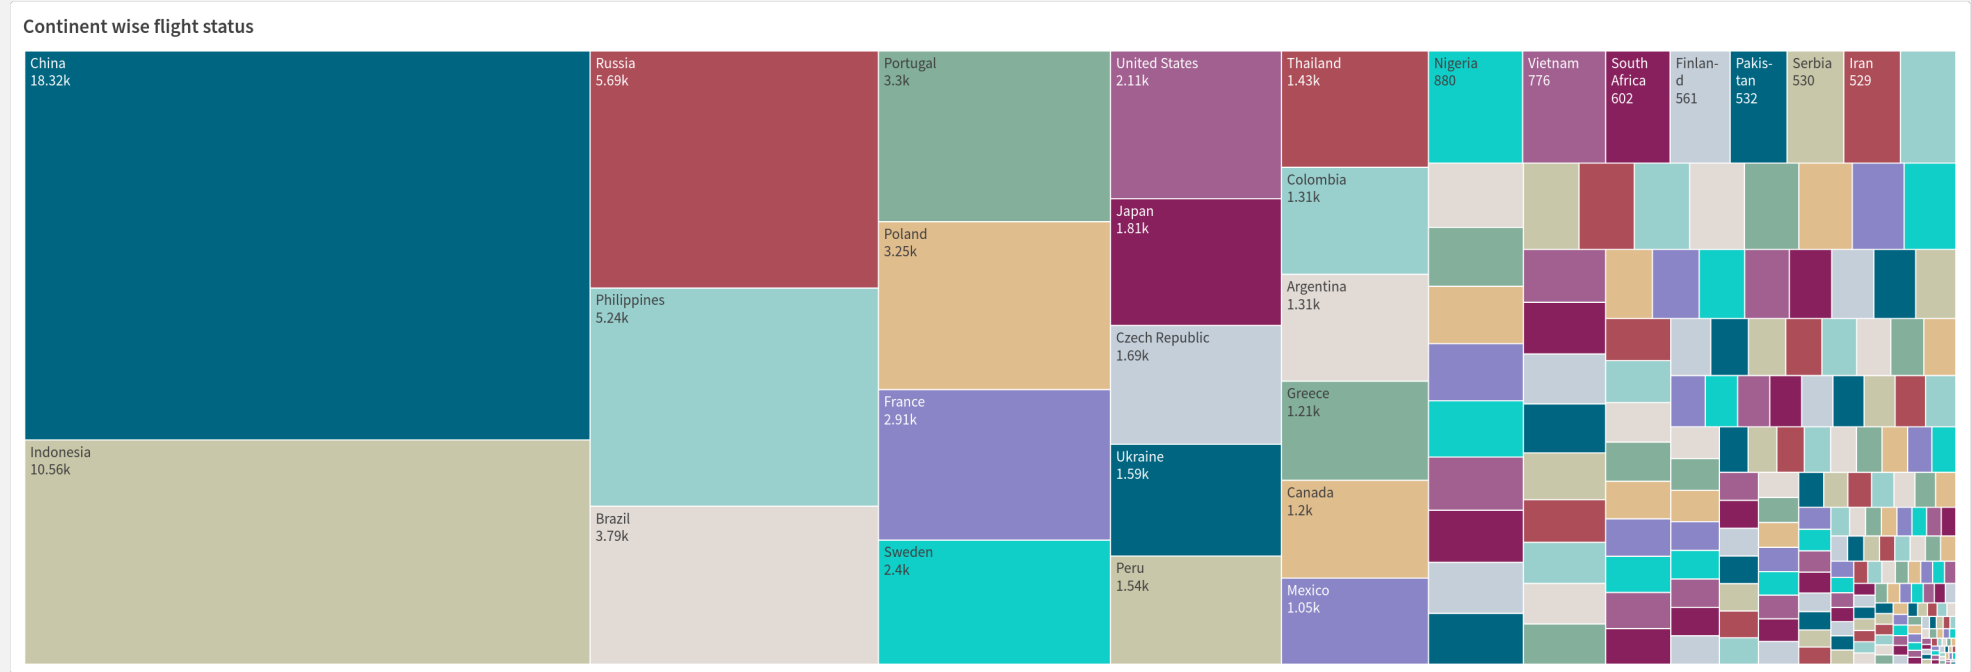 Continent wise flight status
China
18.32k
Indonesia
10.56k
Russia
5.69k
Philippines
5.24k
Brazil
3.79k
Portugal
3.3k
Poland
3.25k
France
2.91k
Sweden
2.4k
United States
2.11k
Japan
1.81k
Czech Republic
1.69k
Ukraine
1.59k
Peru
1.54k
Thailand
1.43k
Colombia
1.31k
Argentina
1.31k
Greece
1.21k
Canada
1.2k
Mexico
1.05k
Nigeria
880
Vietnam
776
South
Africa
602
Finlan-
d
561
Pakis-
tan
532
Serbia
530
Iran
529